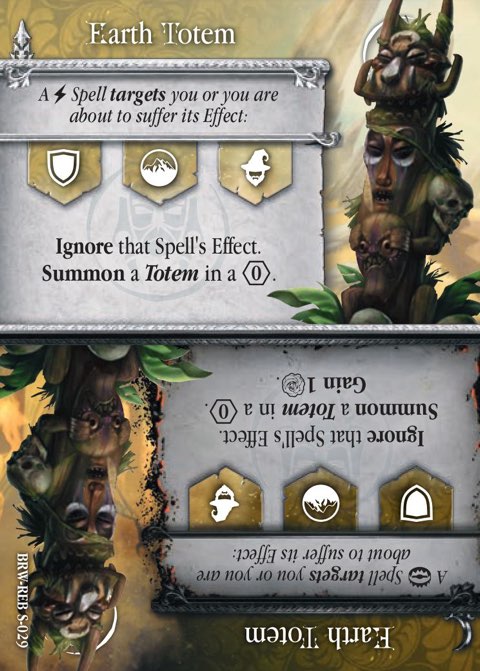 Earth Totem
A Spell targets you or you are
about to suffer its Effect:
Ignore that Spell's Effect.
Summon a Totem in a 0.
Earth Totem
A Spell targets you or you are
about to suffer its Effect:
Ignore that Spell's Effect.
Summon a Totem in a 0.
Gain 1.
BRW-REB S-029